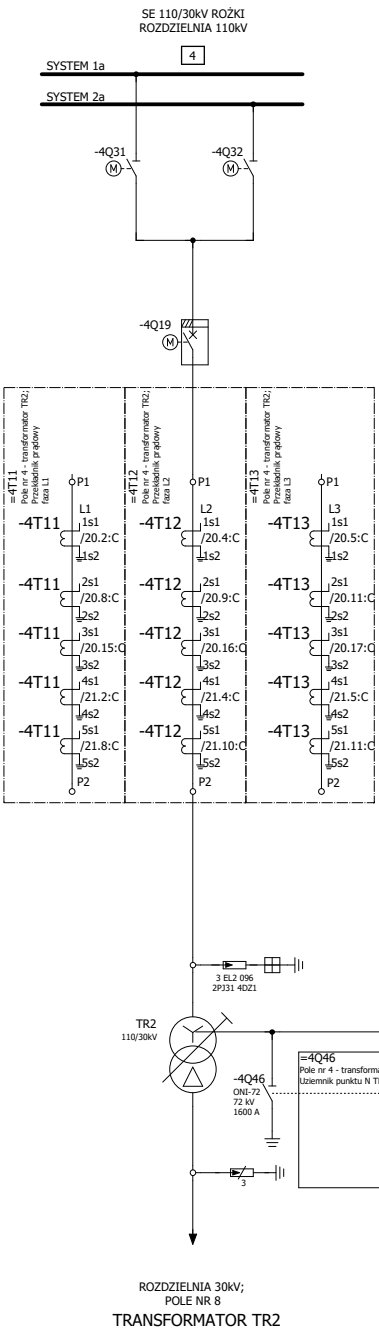 SE 110/30kV ROŻKI
ROZDZIELNIA 110kV
4
SYSTEM 1a
SYSTEM 2a
-4Q31
M
-4Q32
M
-4Q19
M
=4T11
Pole nr 4 - transformator TR2;
Przekładnik prądowy
faza L1
P1
L1
-4T11
1s1
/20.2:C
1s2
-4T11
2s1
/20.8:C
2s2
-4T11
3s1
/20.15:C
3s2
-4T11
4s1
/21.2:C
4s2
-4T11
5s1
/21.8:C
5s2
P2
=4T12
Pole nr 4 - transformator TR2;
Przekładnik prądowy
faza L2
P1
L2
-4T12
1s1
/20.4:C
1s2
-4T12
2s1
/20.9:C
2s2
-4T12
3s1
/20.16:C
3s2
-4T12
4s1
/21.4:C
4s2
-4T12
5s1
/21.10:C
5s2
P2
=4T13
Pole nr 4 - transformator TR2;
Przekładnik prądowy
faza L3
P1
L3
-4T13
1s1
/20.5:C
1s2
-4T13
2s1
/20.11:C
2s2
-4T13
3s1
/20.17:C
3s2
-4T13
4s1
/21.5:C
4s2
-4T13
5s1
/21.11:C
5s2
P2
3 EL2 096
2PJ31 4DZ1
TR2
110/30kV
-4Q46
ONI-72
72 kV
1600 A
=4Q46
Pole nr 4 - transforma
Uziemnik punktu N T
3
ROZDZIELNIA 30kV;
POLE NR 8
TRANSFORMATOR TR2